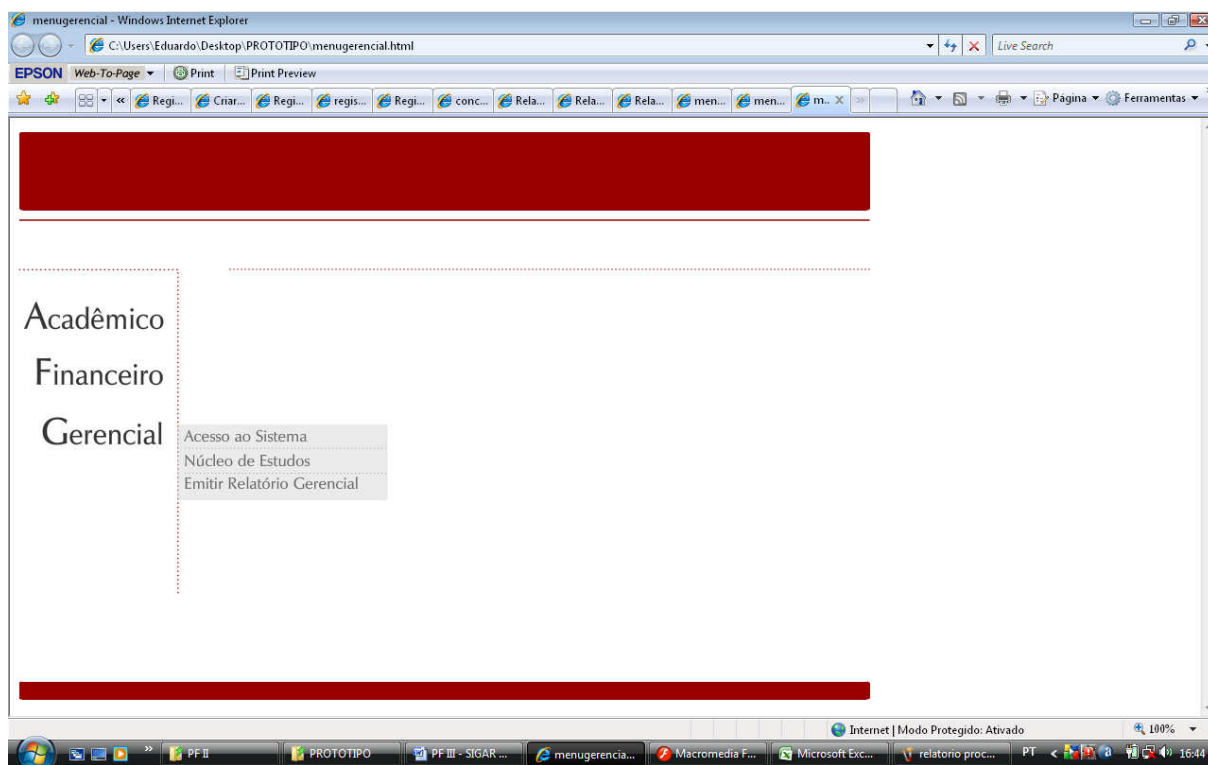 menugerencial - Windows Internet Explorer
C:\Users\Eduardo\Desktop\PROTOTIPO\menugerencial.html
Live Search
EPSON Web-To-Page Print Print Preview
Regi... Criar... Regi... regis... Regi... conc... Rela... Rela... Rela... men... men... m... Página Ferramentas
Acadêmico
Financeiro
Gerencial
Acesso ao Sistema
Núcleo de Estudos
Emitir Relatório Gerencial
Internet | Modo Protegido: Ativado 100%
PF II PROTOTIPO PF III - SIGAR ... menugerencia... Macromedia F... Microsoft Exc... relatorio proc... PT 16:44